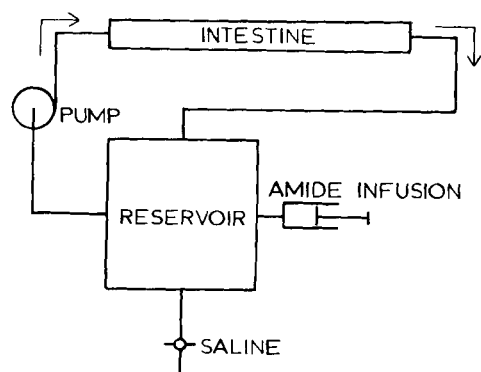 INTESTINE
PUMP
AMIDE INFUSION
RESERVOIR
SALINE